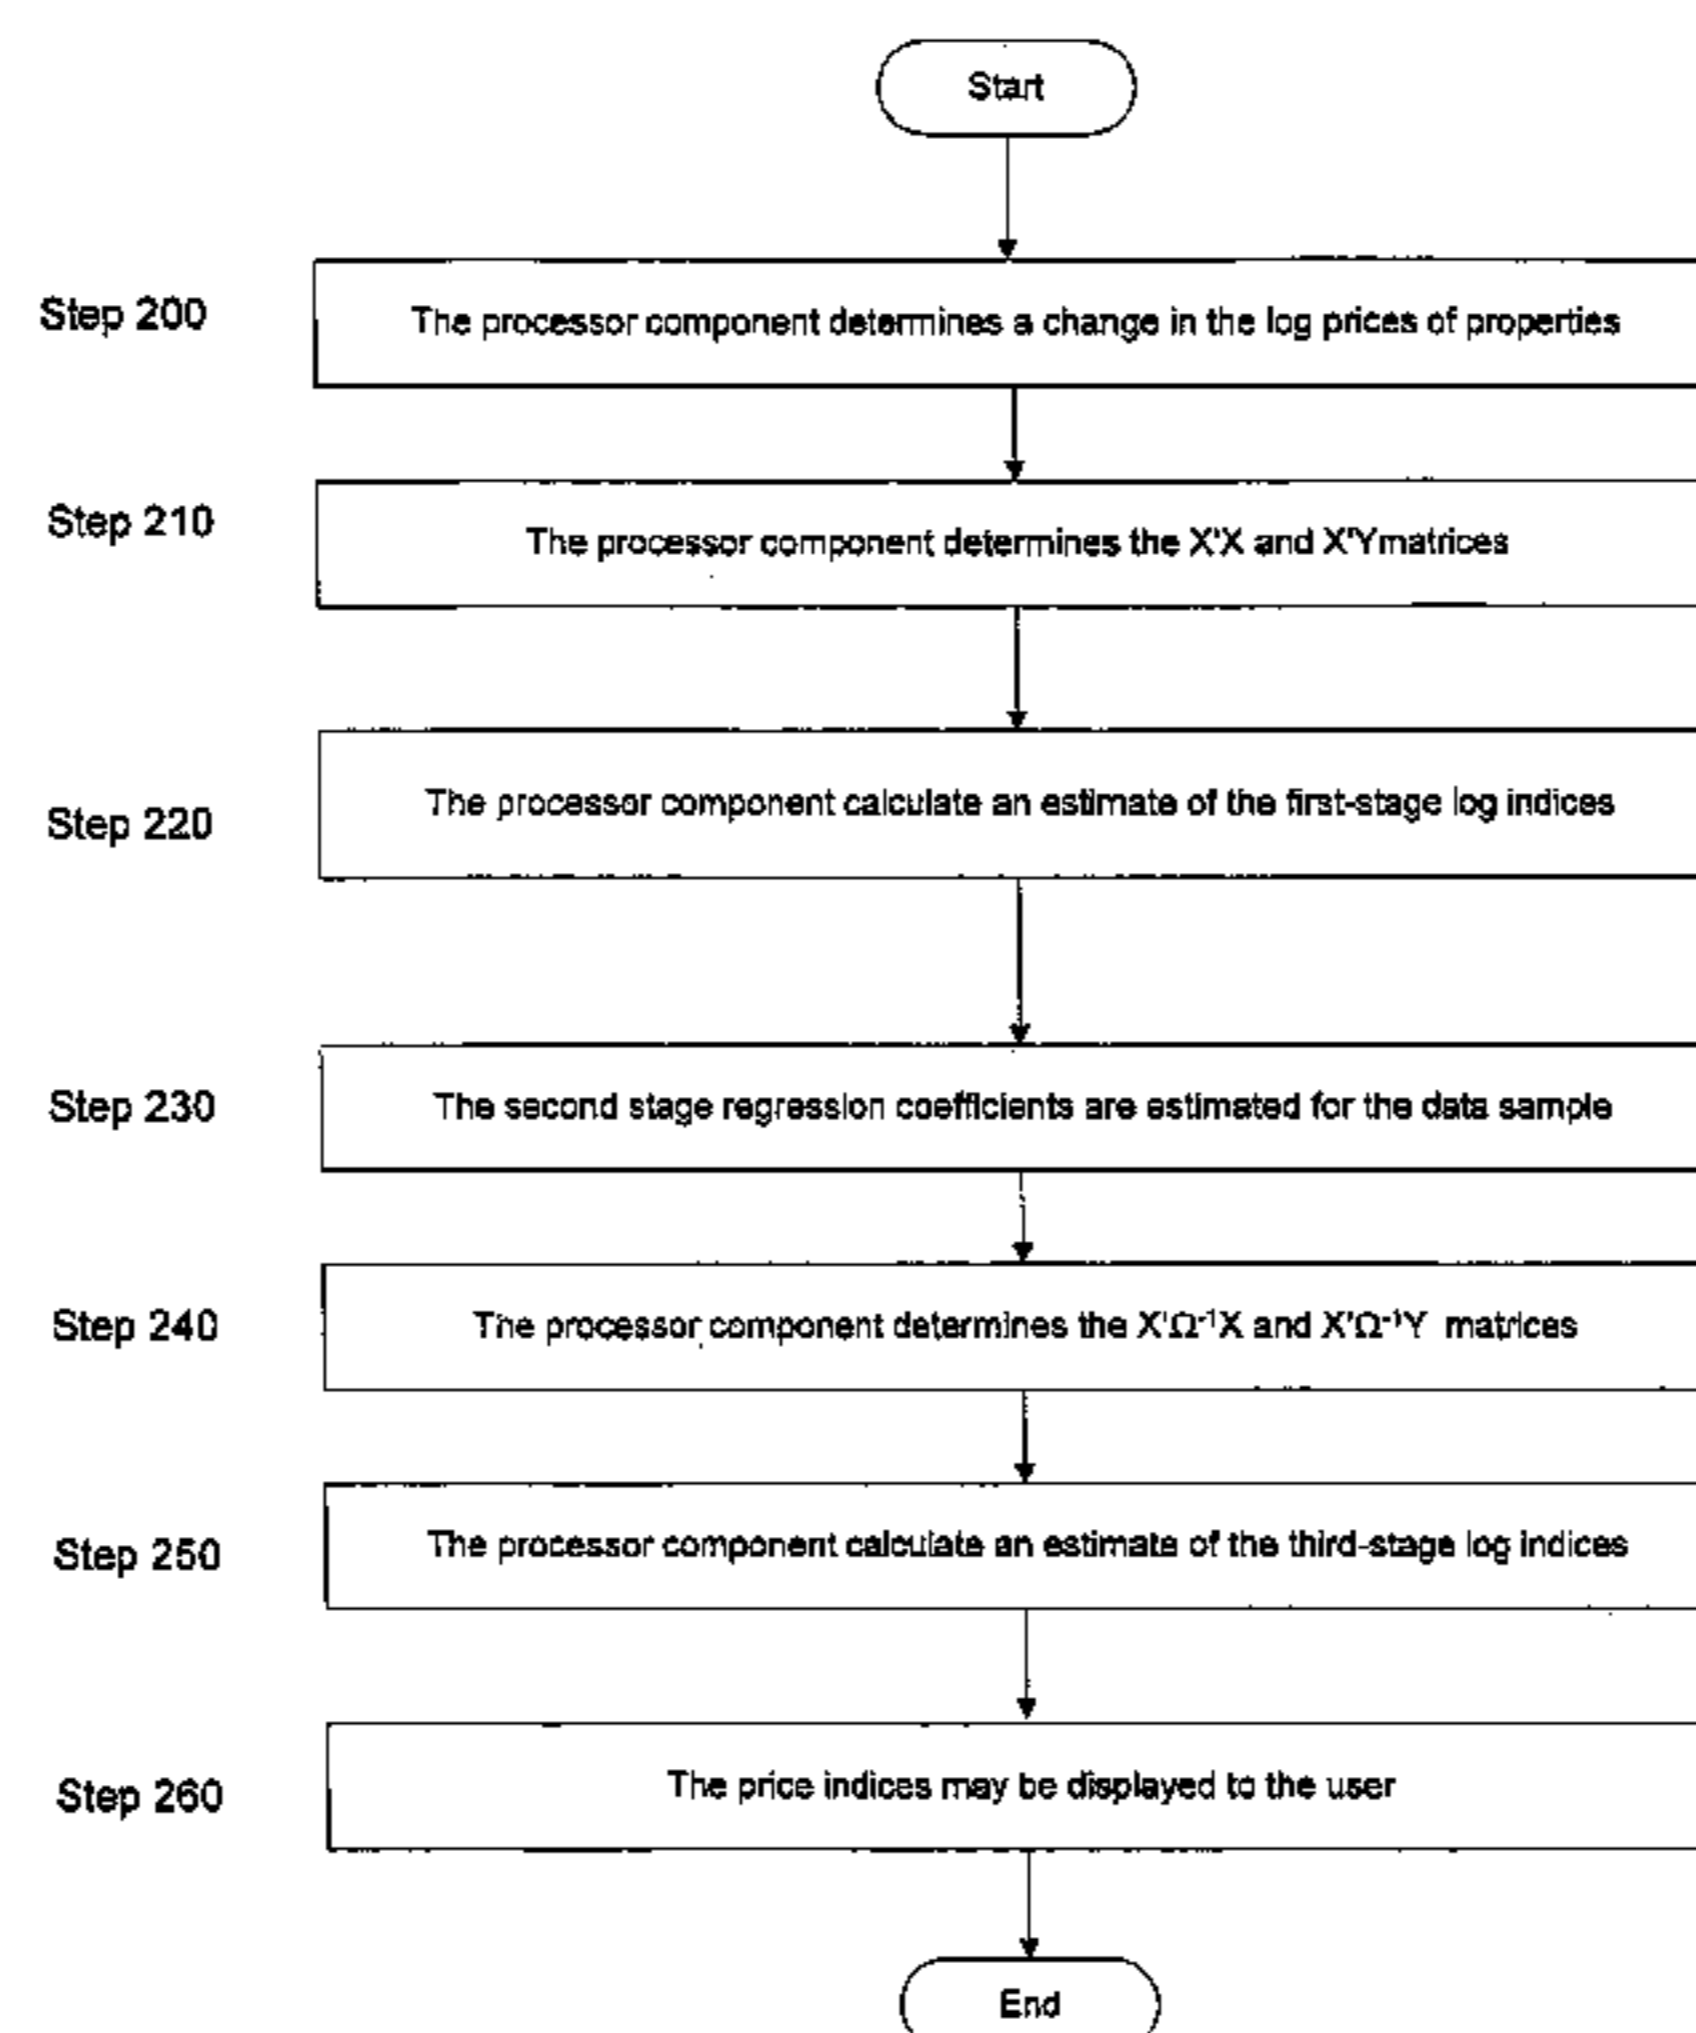 Start
Step 200
The processor component determines a change in the log prices of properties
Step 210
The processor component determines the X'X and X'Ymatrices
Step 220
The processor component calculate an estimate of the first-stage log indices
Step 230
The second stage regression coefficients are estimated for the data sample
Step 240
The processor component determines the X'Ω⁻¹X and X'Ω⁻¹Y matrices
Step 250
The processor component calculate an estimate of the third-stage log indices
Step 260
The price indices may be displayed to the user
End